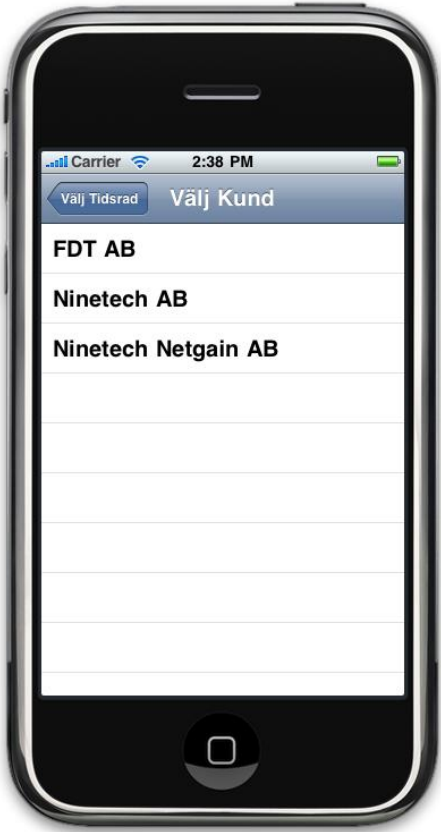 Carrier
2:38 PM
Välj Tidsrad
Välj Kund
FDT AB
Ninetech AB
Ninetech Netgain AB